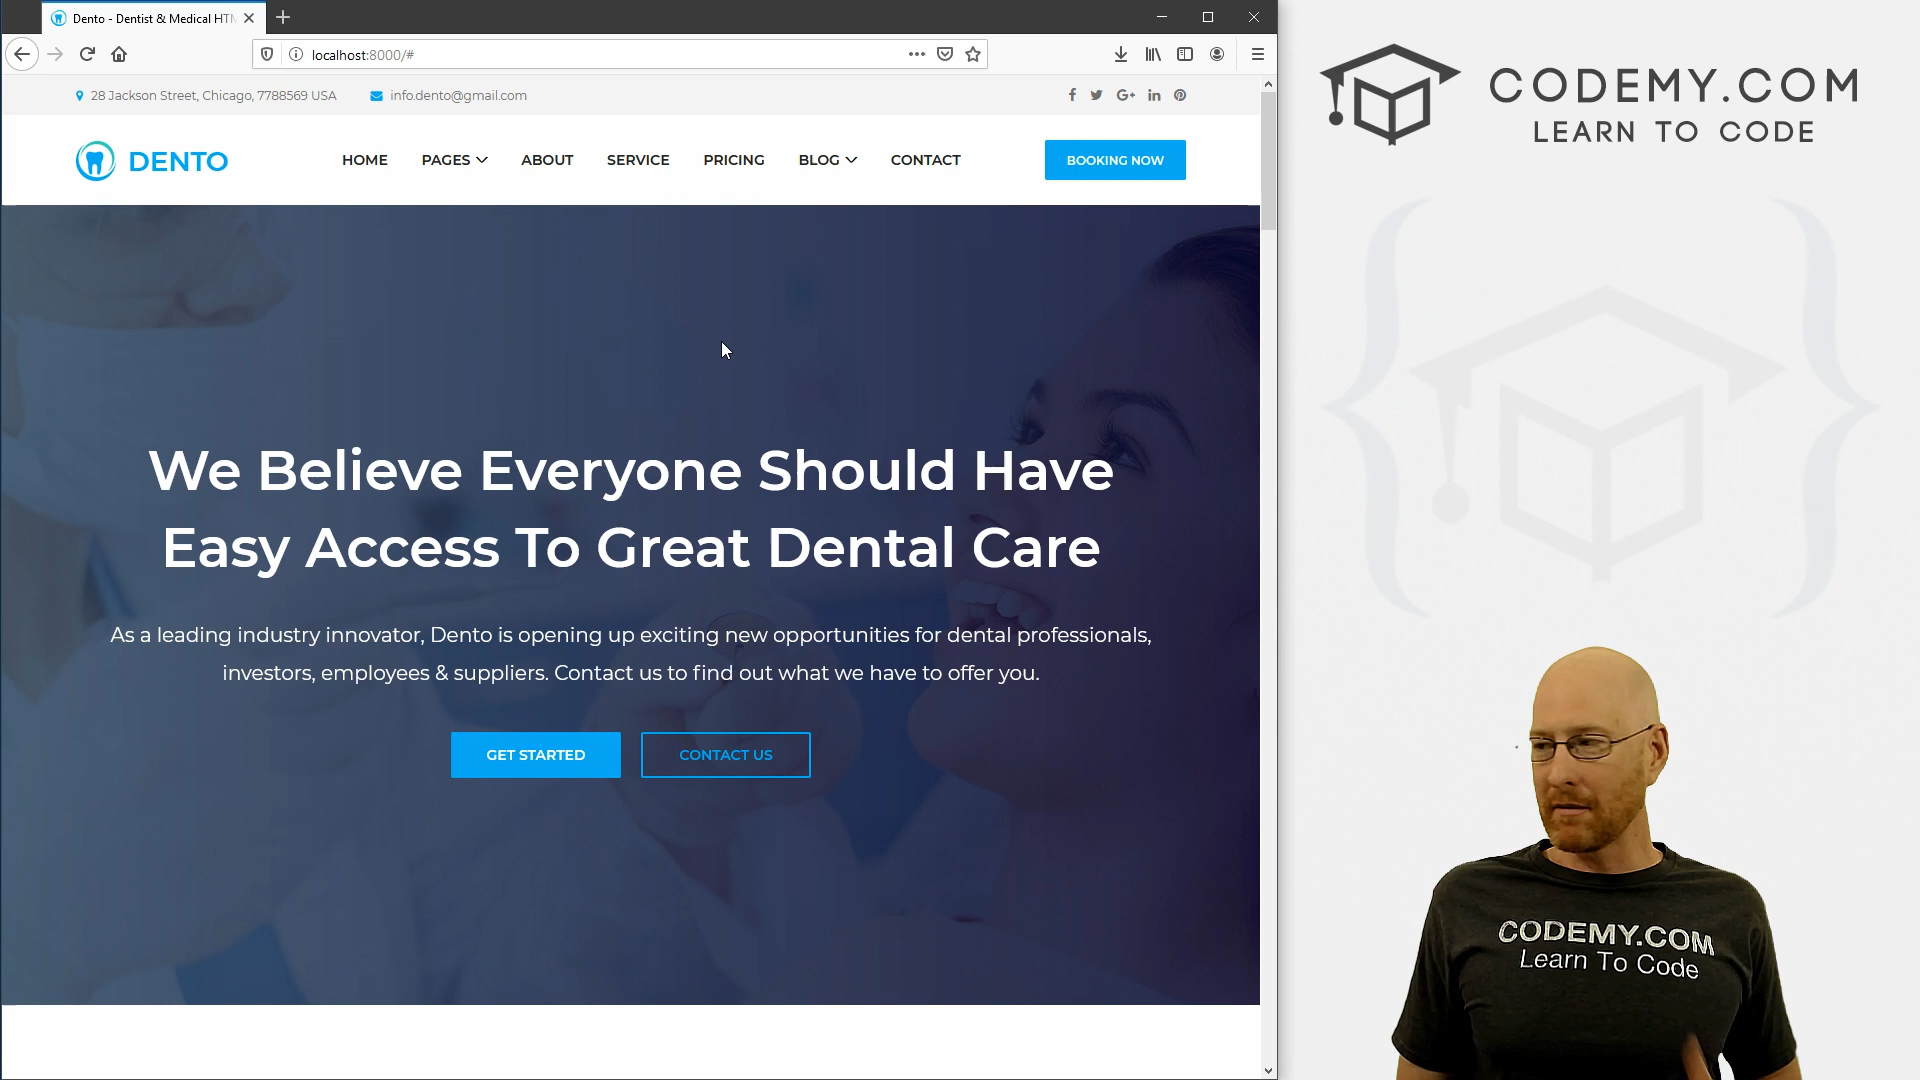 Dento - Dentist & Medical HTM
localhost:8000/#
28 Jackson Street, Chicago, 7788569 USA
info.dento@gmail.com
DENTO
HOME
PAGES
ABOUT
SERVICE
PRICING
BLOG
CONTACT
BOOKING NOW
We Believe Everyone Should Have
Easy Access To Great Dental Care
As a leading industry innovator, Dento is opening up exciting new opportunities for dental professionals,
investors, employees & suppliers. Contact us to find out what we have to offer you.
GET STARTED
CONTACT US
CODEMY.COM
LEARN TO CODE
CODEMY.COM
Learn To Code